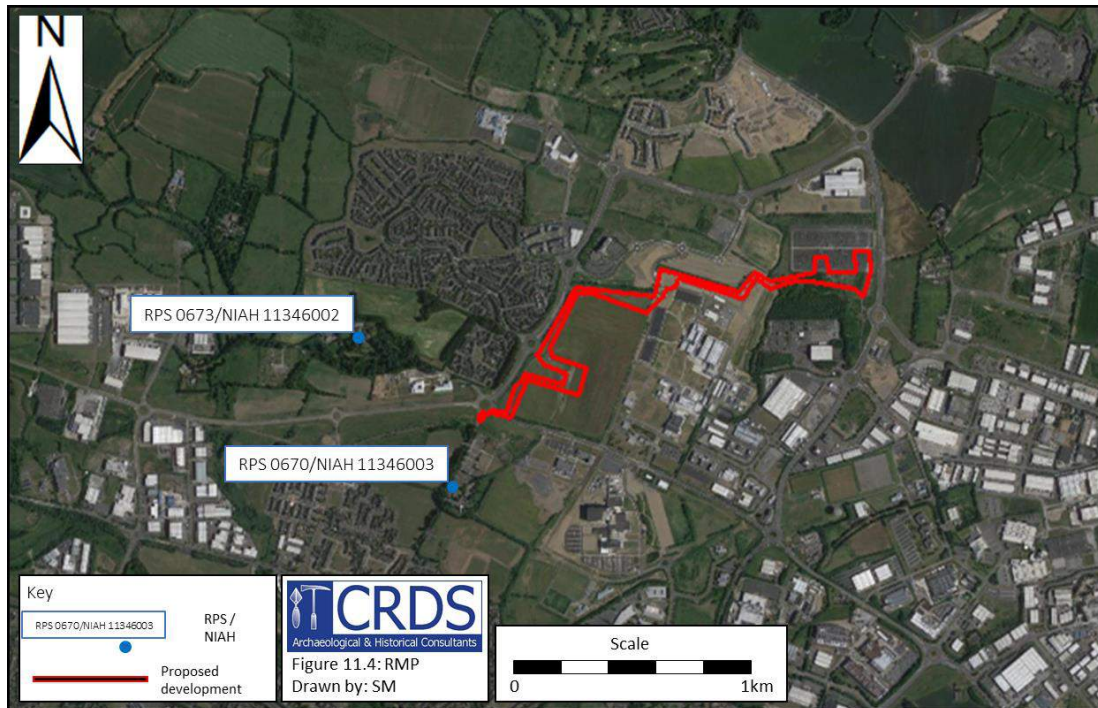 N
RPS 0673/NIAH 11346002
RPS 0670/NIAH 11346003
Key
RPS 0670/NIAH 11346003
RPS /
NIAH
Proposed
development
CRDS
Archaeological & Historical Consultants
Figure 11.4: RMP
Drawn by: SM
Scale
0
1km